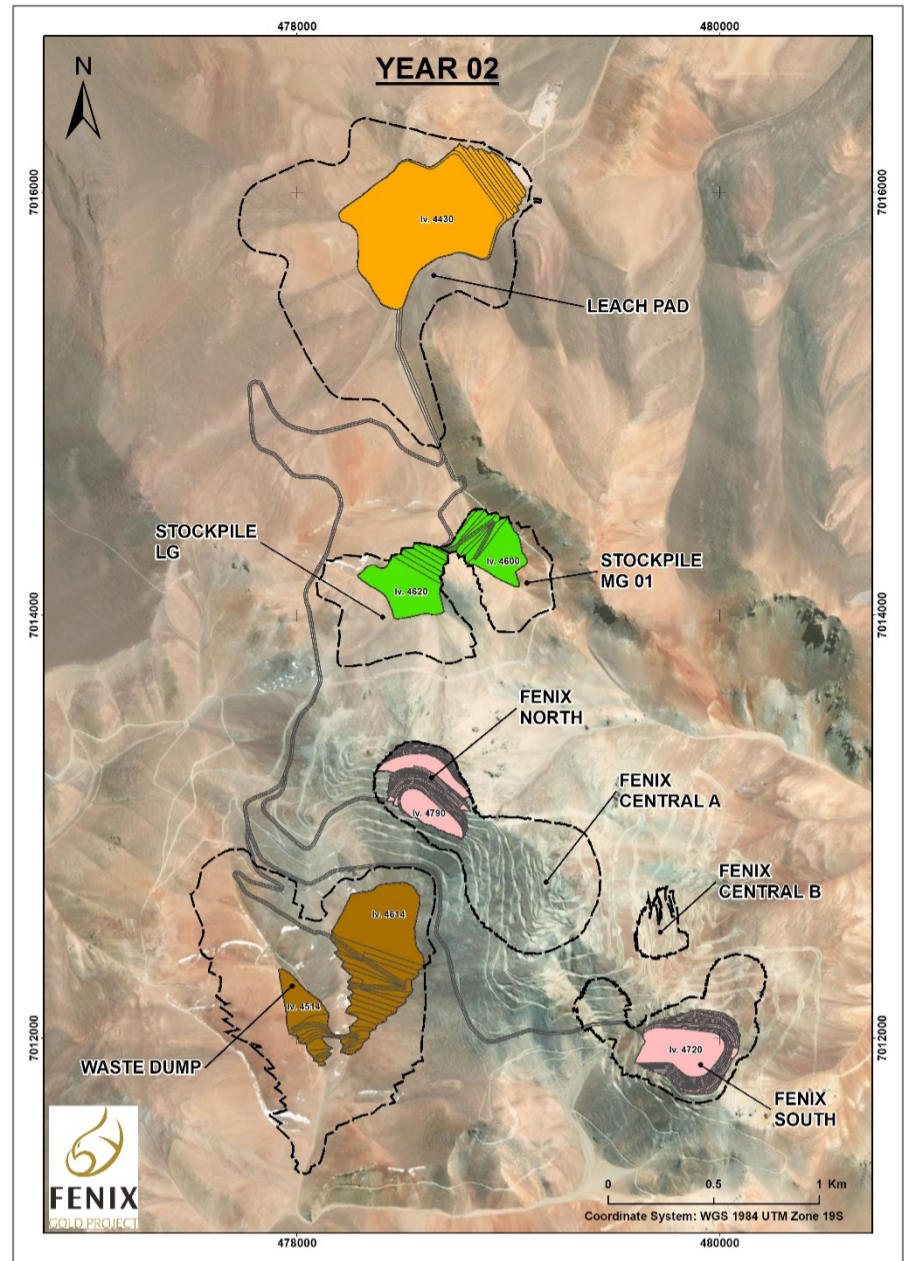 478000
480000
YEAR 02
N
7016000
7016000
lv. 4430
LEACH PAD
STOCKPILE
LG
lv. 4600
STOCKPILE
MG 01
lv. 4620
7014000
7014000
FENIX
NORTH
FENIX
CENTRAL A
lv. 4790
FENIX
CENTRAL B
lv. 4614
lv. 4514
7012000
7012000
lv. 4720
WASTE DUMP
FENIX
SOUTH
FENIX
GOLD PROJECT
0
0.5
1 Km
Coordinate System: WGS 1984 UTM Zone 19S
478000
480000